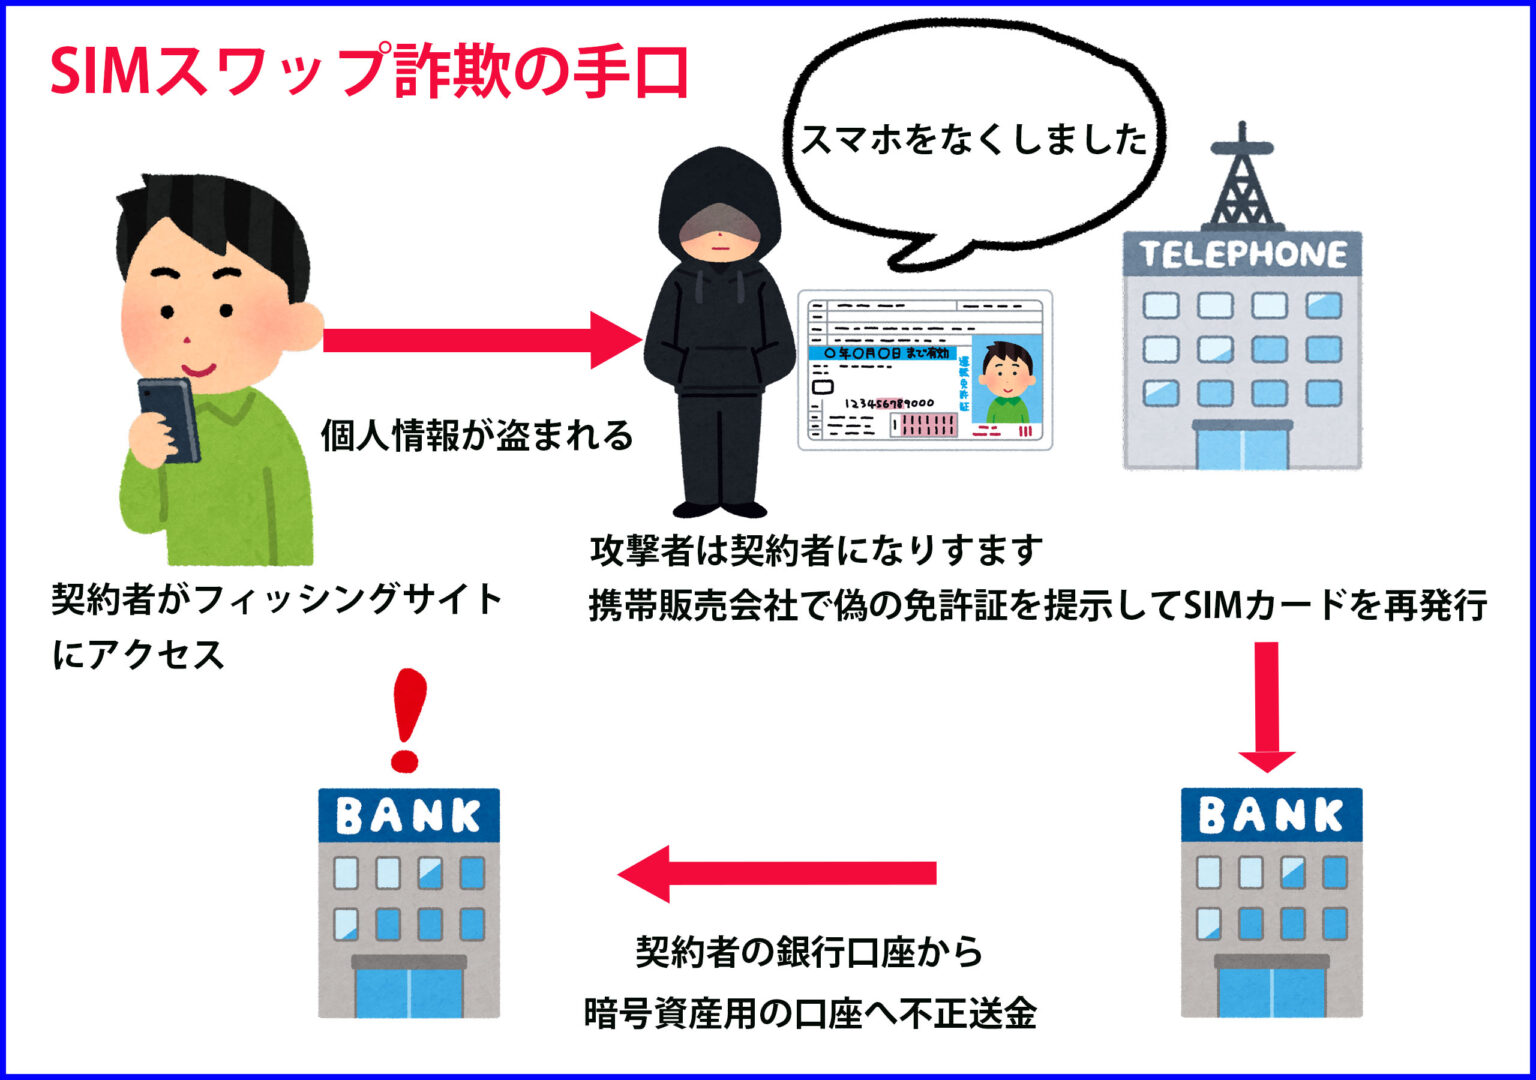 SIMスワップ詐欺の手口
スマホをなくしました
TELEPHONE
〇年〇月〇日 まで有効
運転免許証
123456789000
個人情報が盗まれる
攻撃者は契約者になりすます
携帯販売会社で偽の免許証を提示してSIMカードを再発行
契約者がフィッシングサイト
にアクセス
!
BANK
BANK
契約者の銀行口座から
暗号資産用の口座へ不正送金